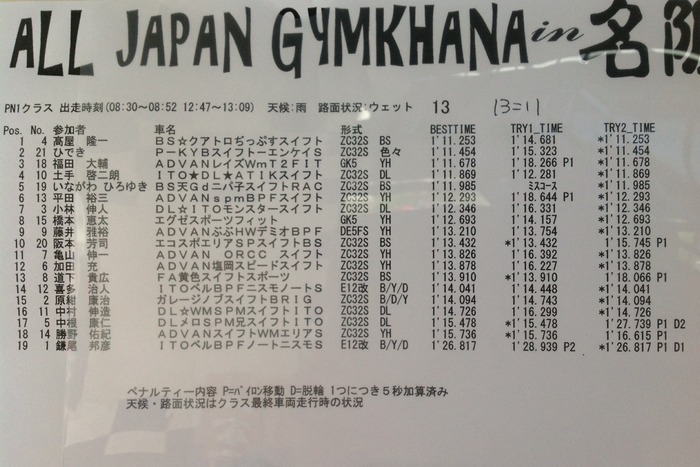 ALL JAPAN GYMKHANA in 名阪
PN1クラス 出走時刻(08:30～08:52 12:47～13:09) 天候:雨 路面状況:ウェット 13 13=11
Pos. No. 参加者 車名 型式 BESTTIME TRY1_TIME TRY2_TIME
1 4 高屋 隆一 BS☆クアトロぢっぷすスイフト ZC32S BS 1'11.253 1'14.681 *1'11.253
2 21 ひでき P-KYBスイフトーエンケイS ZC32S 色々 1'11.454 1'15.323 *1'11.454
3 18 福田 大輔 ADVANレイズWmT2FIT GK5 YH 1'11.678 1'18.266 P1 *1'11.678
4 10 土手 啓二朗 ITO★DL★ATIKスイフト ZC32S DL 1'11.869 1'12.281 *1'11.869
5 19 いながわ ひろゆき BS天Gdニパ子スイフトRAC ZC32S BS 1'11.985 ミスコース *1'11.985
6 13 平田 裕三 ADVANspmBPFスイフト ZC32S YH 1'12.293 1'18.644 P1 *1'12.293
7 3 小林 伸人 DL☆ITOモンスタースイフト ZC32S DL 1'12.346 1'16.331 *1'12.346
8 15 橋本 恵太 エグゼスポーツフィット GK5 YH 1'12.693 1'14.157 *1'12.693
9 9 藤井 雅裕 ADVANぶぶHWデミオBPF DE5FS YH 1'13.210 1'13.754 *1'13.210
10 20 阪本 芳司 エコスポエリアSPスイフトBS ZC32S BS 1'13.432 *1'13.432 1'15.745 P1
11 7 亀山 伸一 ADVAN ORCC スイフト ZC32S YH 1'13.826 1'16.392 *1'13.826
12 6 加田 充 ADVAN塩岡スピードスイフト ZC32S YH 1'13.878 1'16.227 *1'13.878
13 8 道下 貴広 FA黄色スイフトスポーツ ZC32S BS 1'13.910 *1'13.910 1'18.066 P1
14 12 喜多 治人 ITOベルBPFニスモノートS E12改 B/Y/D 1'14.041 1'14.448 *1'14.041
15 2 原紺 康治 ガレージノブスイフトBRIG ZC32S B/Y 1'14.094 1'14.743 *1'14.094
16 11 中村 伸造 DL☆WMSPMスイフトITO ZC32S DL 1'14.726 1'16.299 *1'14.726
17 5 中根 康仁 DLメロSPM兄スイフトITO ZC32S DL 1'15.478 *1'15.478 1'27.739 P1 D2
18 14 勝野 佑紀 ADVANスイフトWMエリアS ZC32S YH 1'15.736 *1'15.736 1'16.615 P1
19 1 鎌尾 邦彦 ITOベルBPFノートニスモS E12改 B/Y/D 1'26.817 1'28.939 P2 *1'26.817 P1 D1
ペナルティー内容 P=パイロン移動 D=脱輪 1つにつき5秒加算済み
天候・路面状況はクラス最終車両走行時の状況